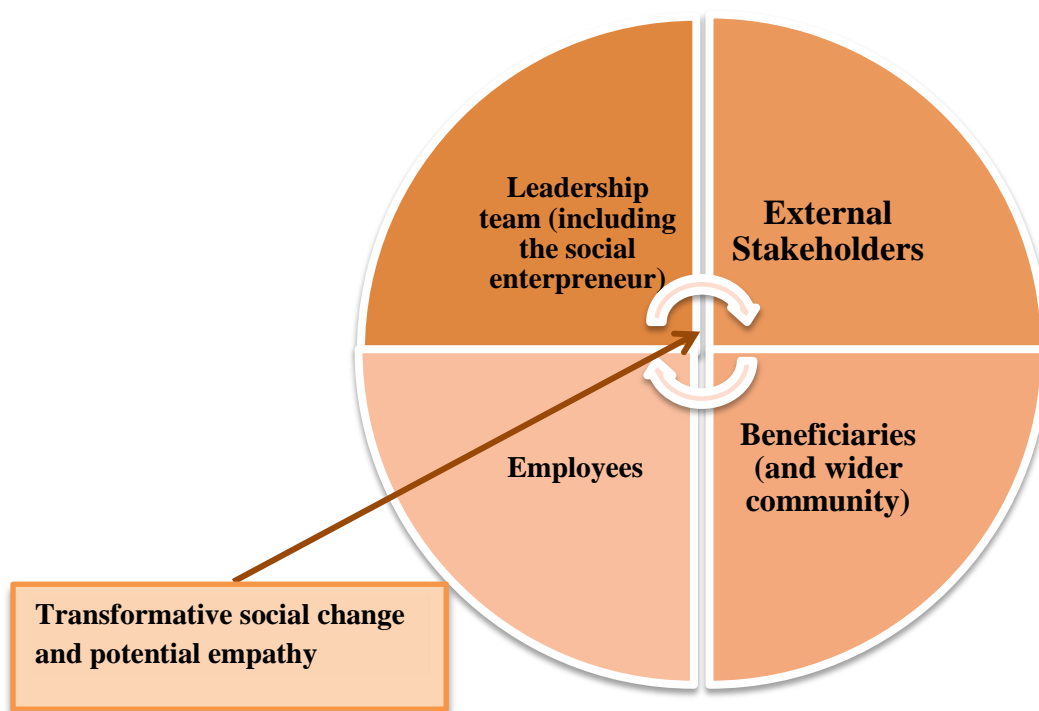 Leadership
team (including
the social
enterpreneur)
External
Stakeholders
Employees
Beneficiaries
(and wider
community)
Transformative social change
and potential empathy